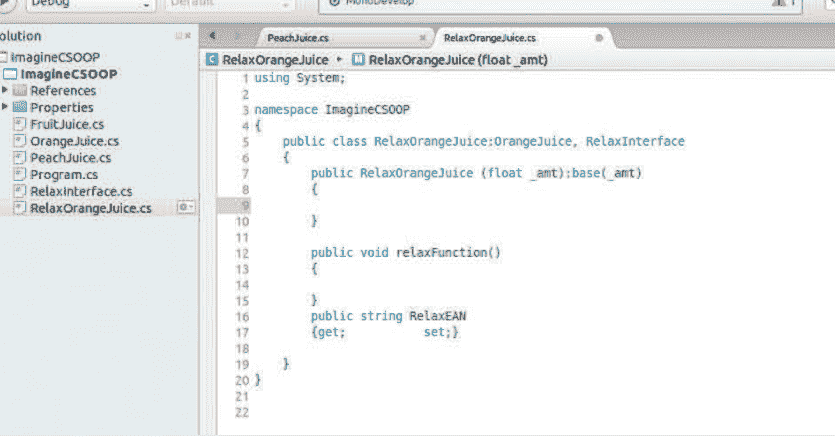 Debug
Default
MonoDevelop
olution
ImagineCSOOP
ImagineCSOOP
References
Properties
FruitJuice.cs
OrangeJuice.cs
PeachJuice.cs
Program.cs
RelaxInterface.cs
RelaxOrangeJuice.cs
PeachJuice.cs
RelaxOrangeJuice.cs
RelaxOrangeJuice
RelaxOrangeJuice (float _amt)
1 using System;
2
3 namespace ImagineCSOOP
4 {
5 public class RelaxOrangeJuice:OrangeJuice, RelaxInterface
6 {
7 public RelaxOrangeJuice (float _amt):base(_amt)
8 {
9
10 }
11
12 public void relaxFunction()
13 {
14
15 }
16 public string RelaxEAN
17 {get; set;}
18
19 }
20 }
21
22